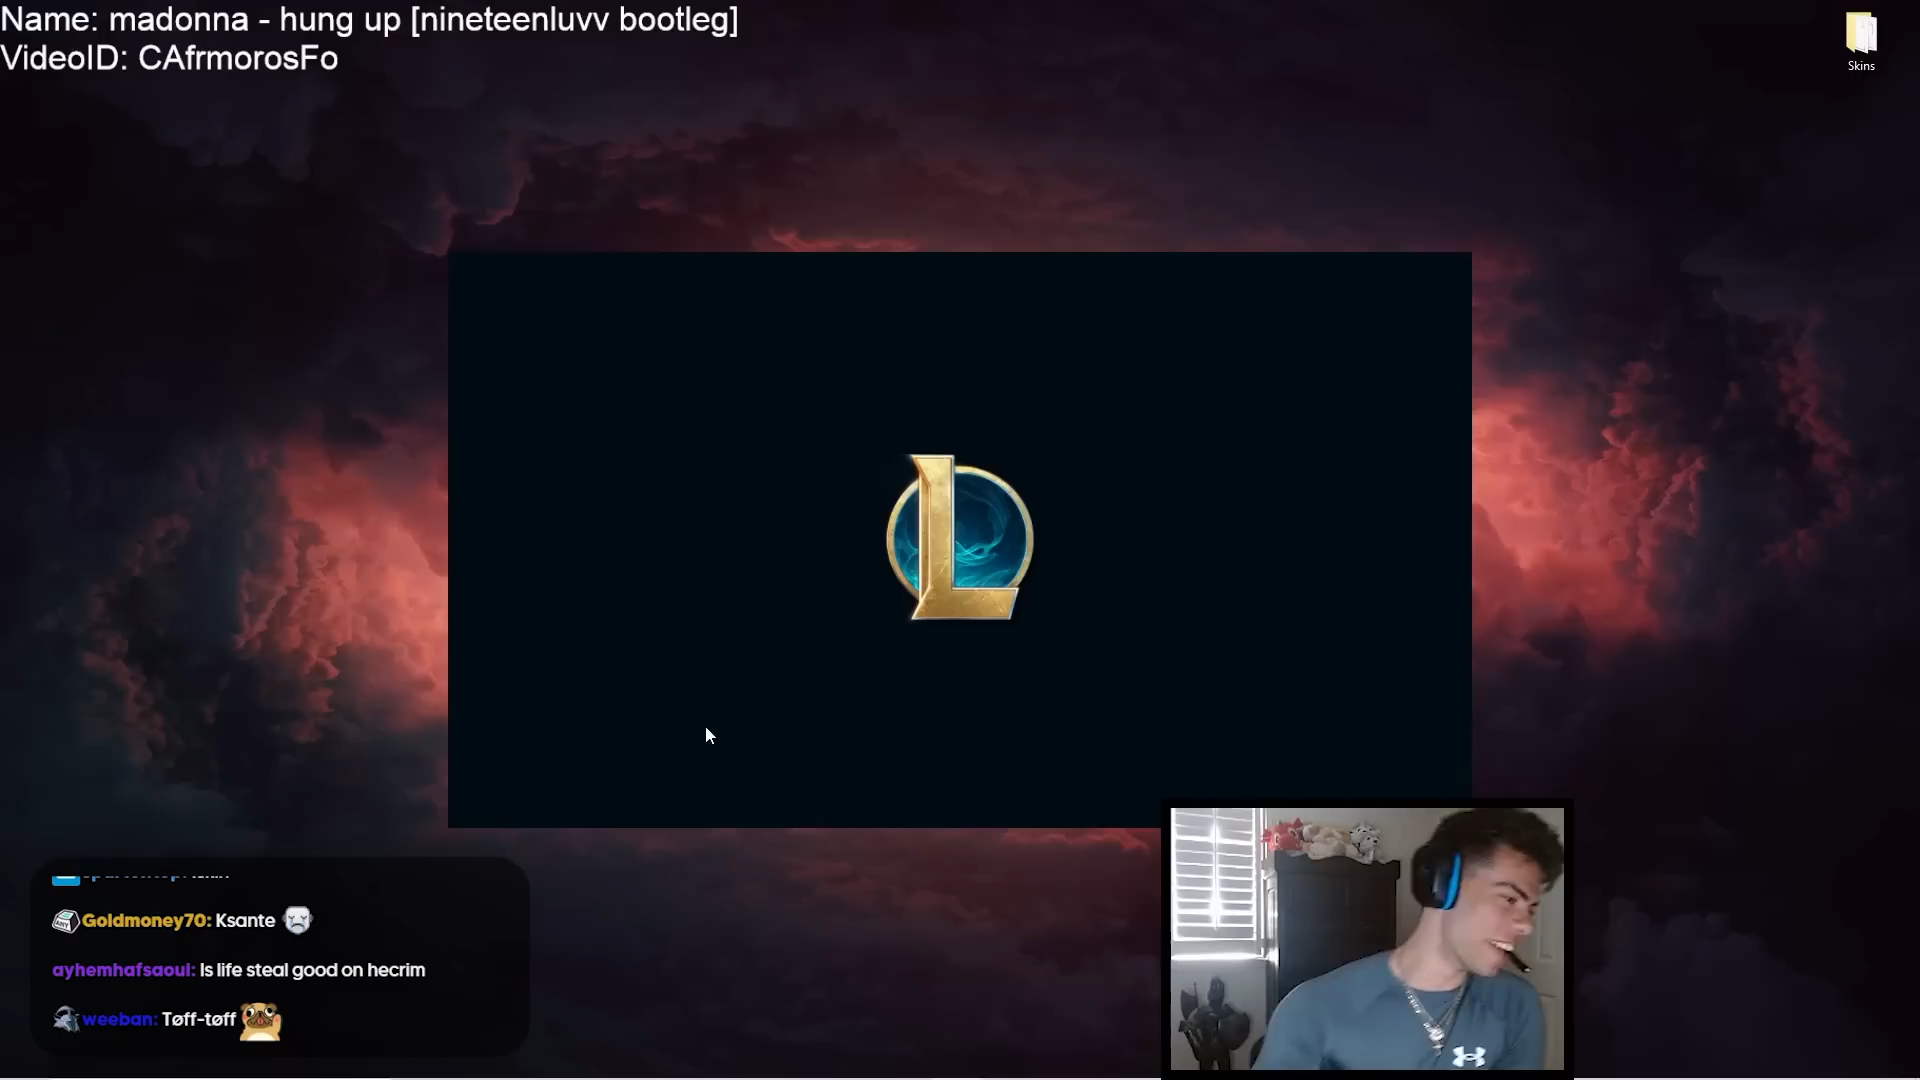 Name: madonna - hung up [nineteenluvv bootleg]
VideoID: CAfrmorosFo
Skins
L
Goldmoney70: Ksante
ayhemhafsaoul: Is life steal good on hecrim
weeban: Tøff-tøff